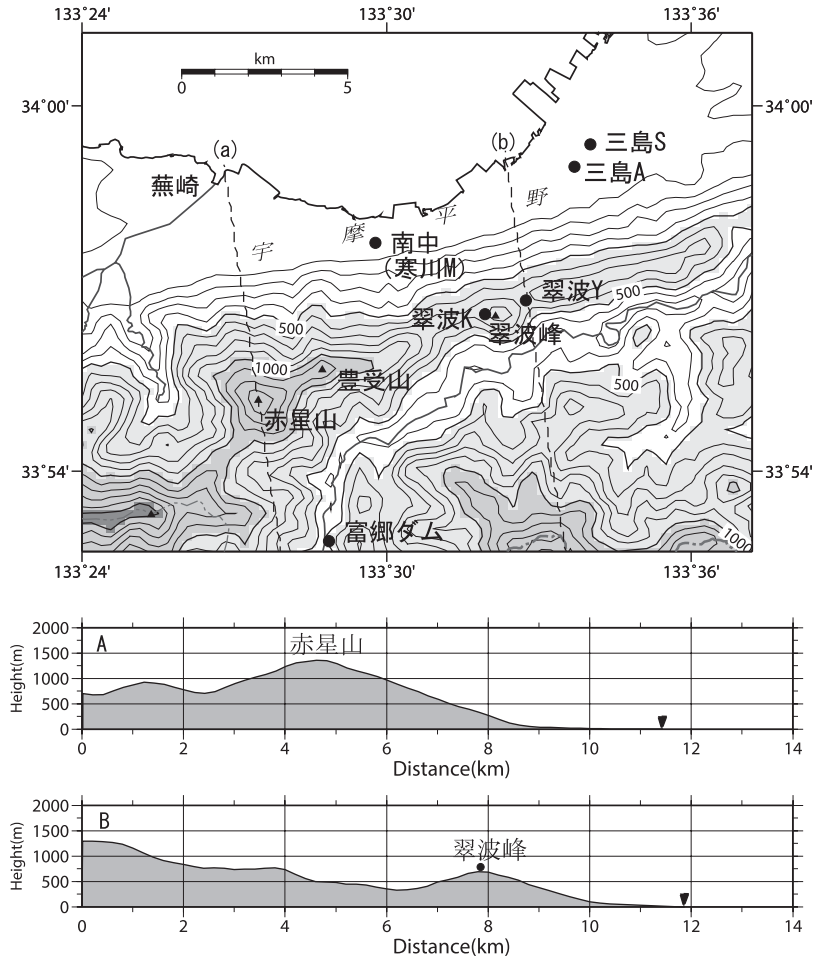 133˚24' 133˚30' 133˚36'
km
0 5
34˚00' 34˚00'
(a) (b)
三島S
三島A
蕪崎
宇 摩 平 野
南中
(寒川M)
翠波Y
500
翠波K
翠波峰
500
1000
豊受山
500
赤星山
33˚54' 33˚54'
富郷ダム
1000
133˚24' 133˚30' 133˚36'
2000
1500
1000
500
0
Height(m)
A
赤星山
0 2 4 6 8 10 12 14
Distance(km)
2000
1500
1000
500
0
Height(m)
B
翠波峰
0 2 4 6 8 10 12 14
Distance(km)